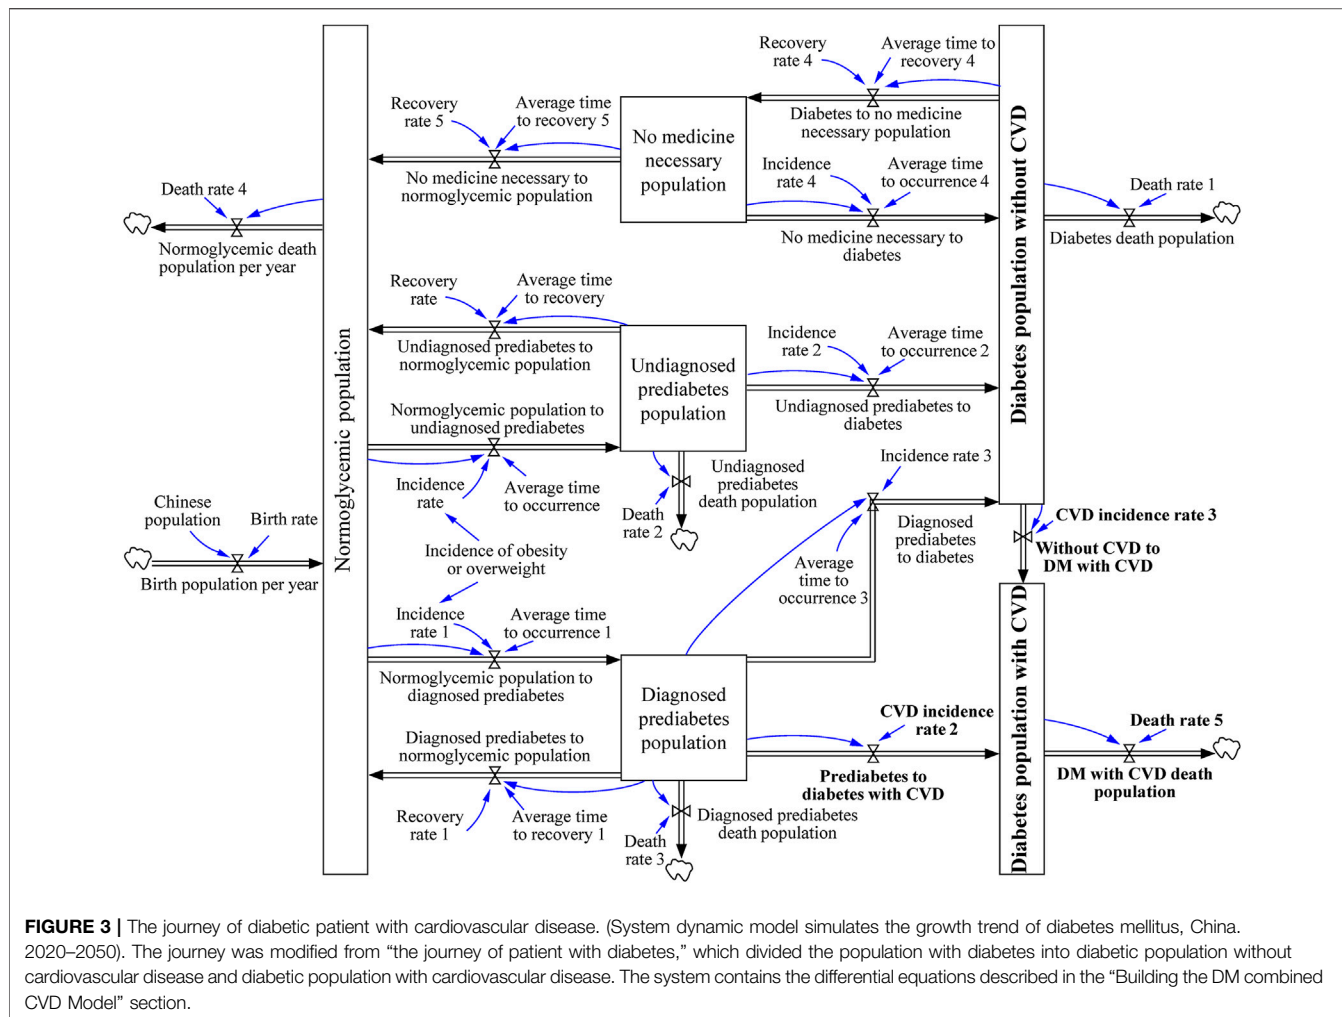 Recovery
rate 4
Average time to
recovery 4
Diabetes to no medicine
necessary population
Recovery
rate 5
Average time
to recovery 5
No medicine necessary to
normoglycemic population
No medicine
necessary
population
Incidence
rate 4
Average time
to occurrence 4
No medicine necessary to
diabetes
Diabetes population without CVD
Death rate 1
Diabetes death population
Death rate 4
Normoglycemic death
population per year
Normoglycemic population
Recovery
rate
Average time
to recovery
Undiagnosed prediabetes to
normoglycemic population
Undiagnosed
prediabetes
population
Incidence
rate 2
Average time
to occurrence 2
Undiagnosed prediabetes to
diabetes
Normoglycemic population to
undiagnosed prediabetes
Incidence
rate
Average time
to occurrence
Undiagnosed
prediabetes
death population
Death
rate 2
Incidence rate 3
Diagnosed
prediabetes
to diabetes
Average
time to
occurrence 3
CVD incidence rate 3
Without CVD to
DM with CVD
Chinese
population
Birth rate
Birth population per year
Incidence of obesity
or overweight
Incidence
rate 1
Average time
to occurrence 1
Normoglycemic population to
diagnosed prediabetes
Diagnosed
prediabetes
population
Diabetes population with CVD
CVD incidence
rate 2
Prediabetes to
diabetes with CVD
Death rate 5
DM with CVD death
population
Diagnosed prediabetes to
normoglycemic population
Recovery
rate 1
Average time
to recovery 1
Diagnosed prediabetes
death population
Death
rate 3
FIGURE 3 | The journey of diabetic patient with cardiovascular disease. (System dynamic model simulates the growth trend of diabetes mellitus, China.
2020–2050). The journey was modified from “the journey of patient with diabetes,” which divided the population with diabetes into diabetic population without
cardiovascular disease and diabetic population with cardiovascular disease. The system contains the differential equations described in the “Building the DM combined
CVD Model” section.